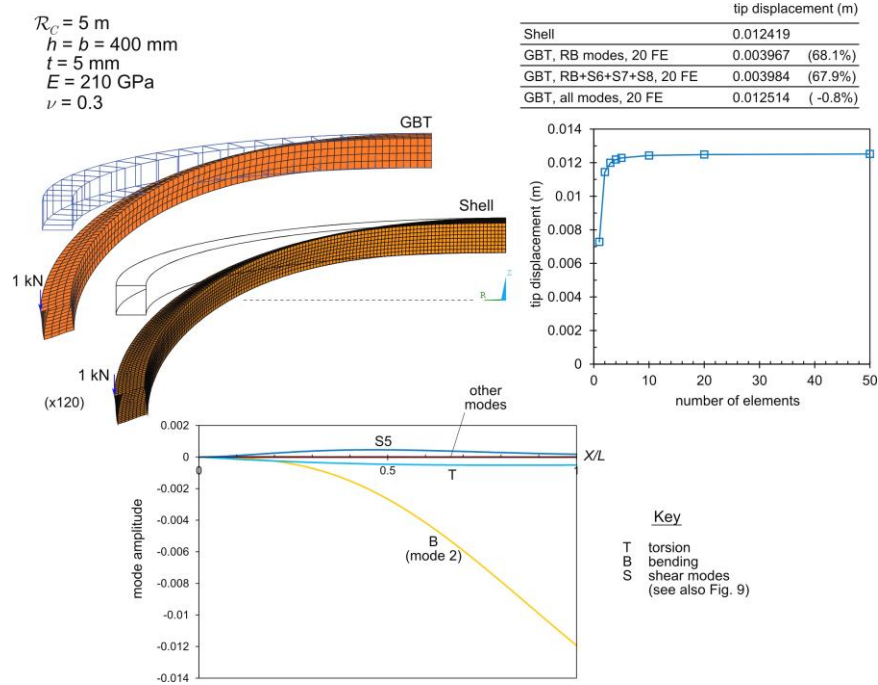 𝓡_C = 5 m
h = b = 400 mm
t = 5 mm
E = 210 GPa
ν = 0.3
tip displacement (m)
Shell 0.012419
GBT, RB modes, 20 FE 0.003967 (68.1%)
GBT, RB+S6+S7+S8, 20 FE 0.003984 (67.9%)
GBT, all modes, 20 FE 0.012514 ( -0.8%)
GBT
Shell
1 kN
R
Z
1 kN
(x120)
0.014
0.012
0.01
0.008
0.006
0.004
0.002
0
tip displacement (m)
0 10 20 30 40 50
number of elements
other
modes
0.002
0
-0.002
-0.004
-0.006
-0.008
-0.01
-0.012
-0.014
mode amplitude
S5
0 0.5 1
X/L
T
B
(mode 2)
Key
T torsion
B bending
S shear modes
(see also Fig. 9)